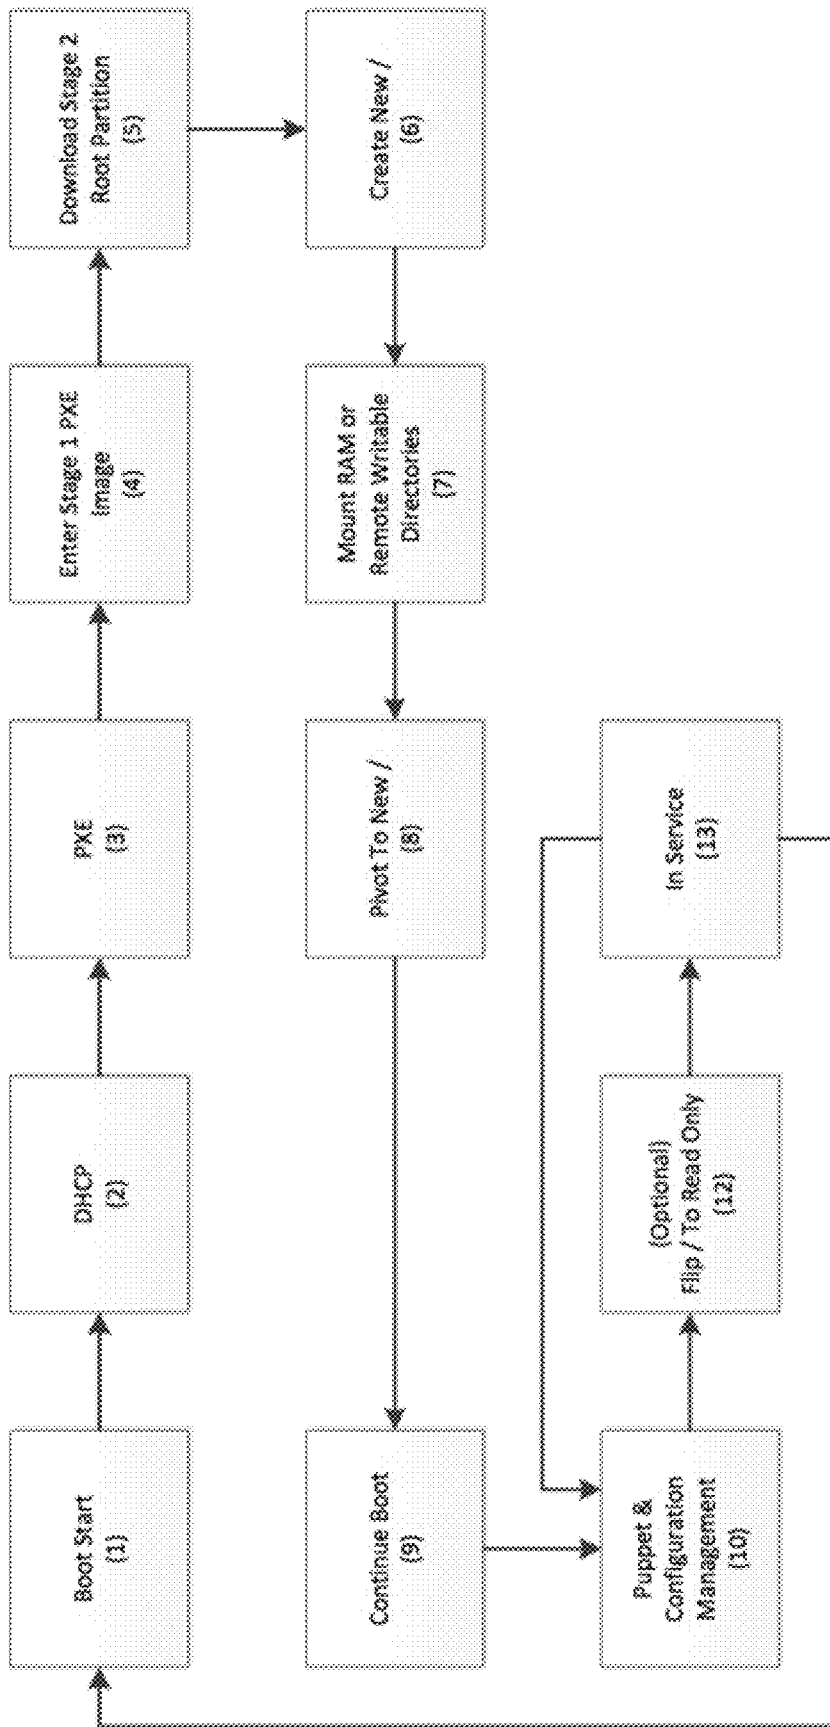 Boot Start
(1)
DHCP
(2)
PXE
(3)
Enter Stage 1 PXE
Image
(4)
Download Stage 2
Root Partition
(5)
Create New /
(6)
Mount RAM or
Remote Writable
Directories
(7)
Pivot To New /
(8)
Continue Boot
(9)
Puppet &
Configuration
Management
(10)
(Optional)
Flip / To Read Only
(12)
In Service
(13)